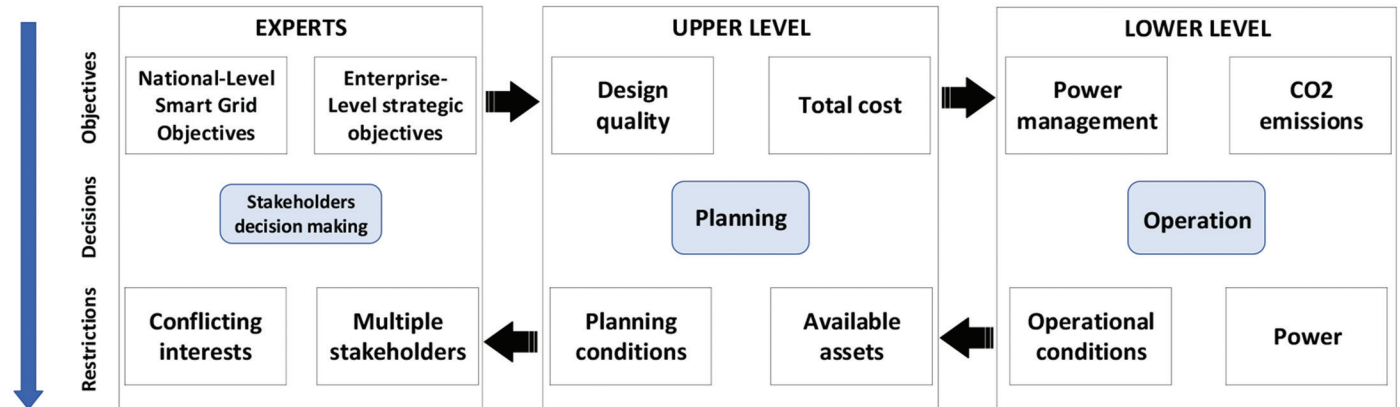 EXPERTS
UPPER LEVEL
LOWER LEVEL
Objectives
National-Level
Smart Grid
Objectives
Enterprise-
Level strategic
objectives
Design
quality
Total cost
Power
management
CO2
emissions
Decisions
Stakeholders
decision making
Planning
Operation
Restrictions
Conflicting
interests
Multiple
stakeholders
Planning
conditions
Available
assets
Operational
conditions
Power